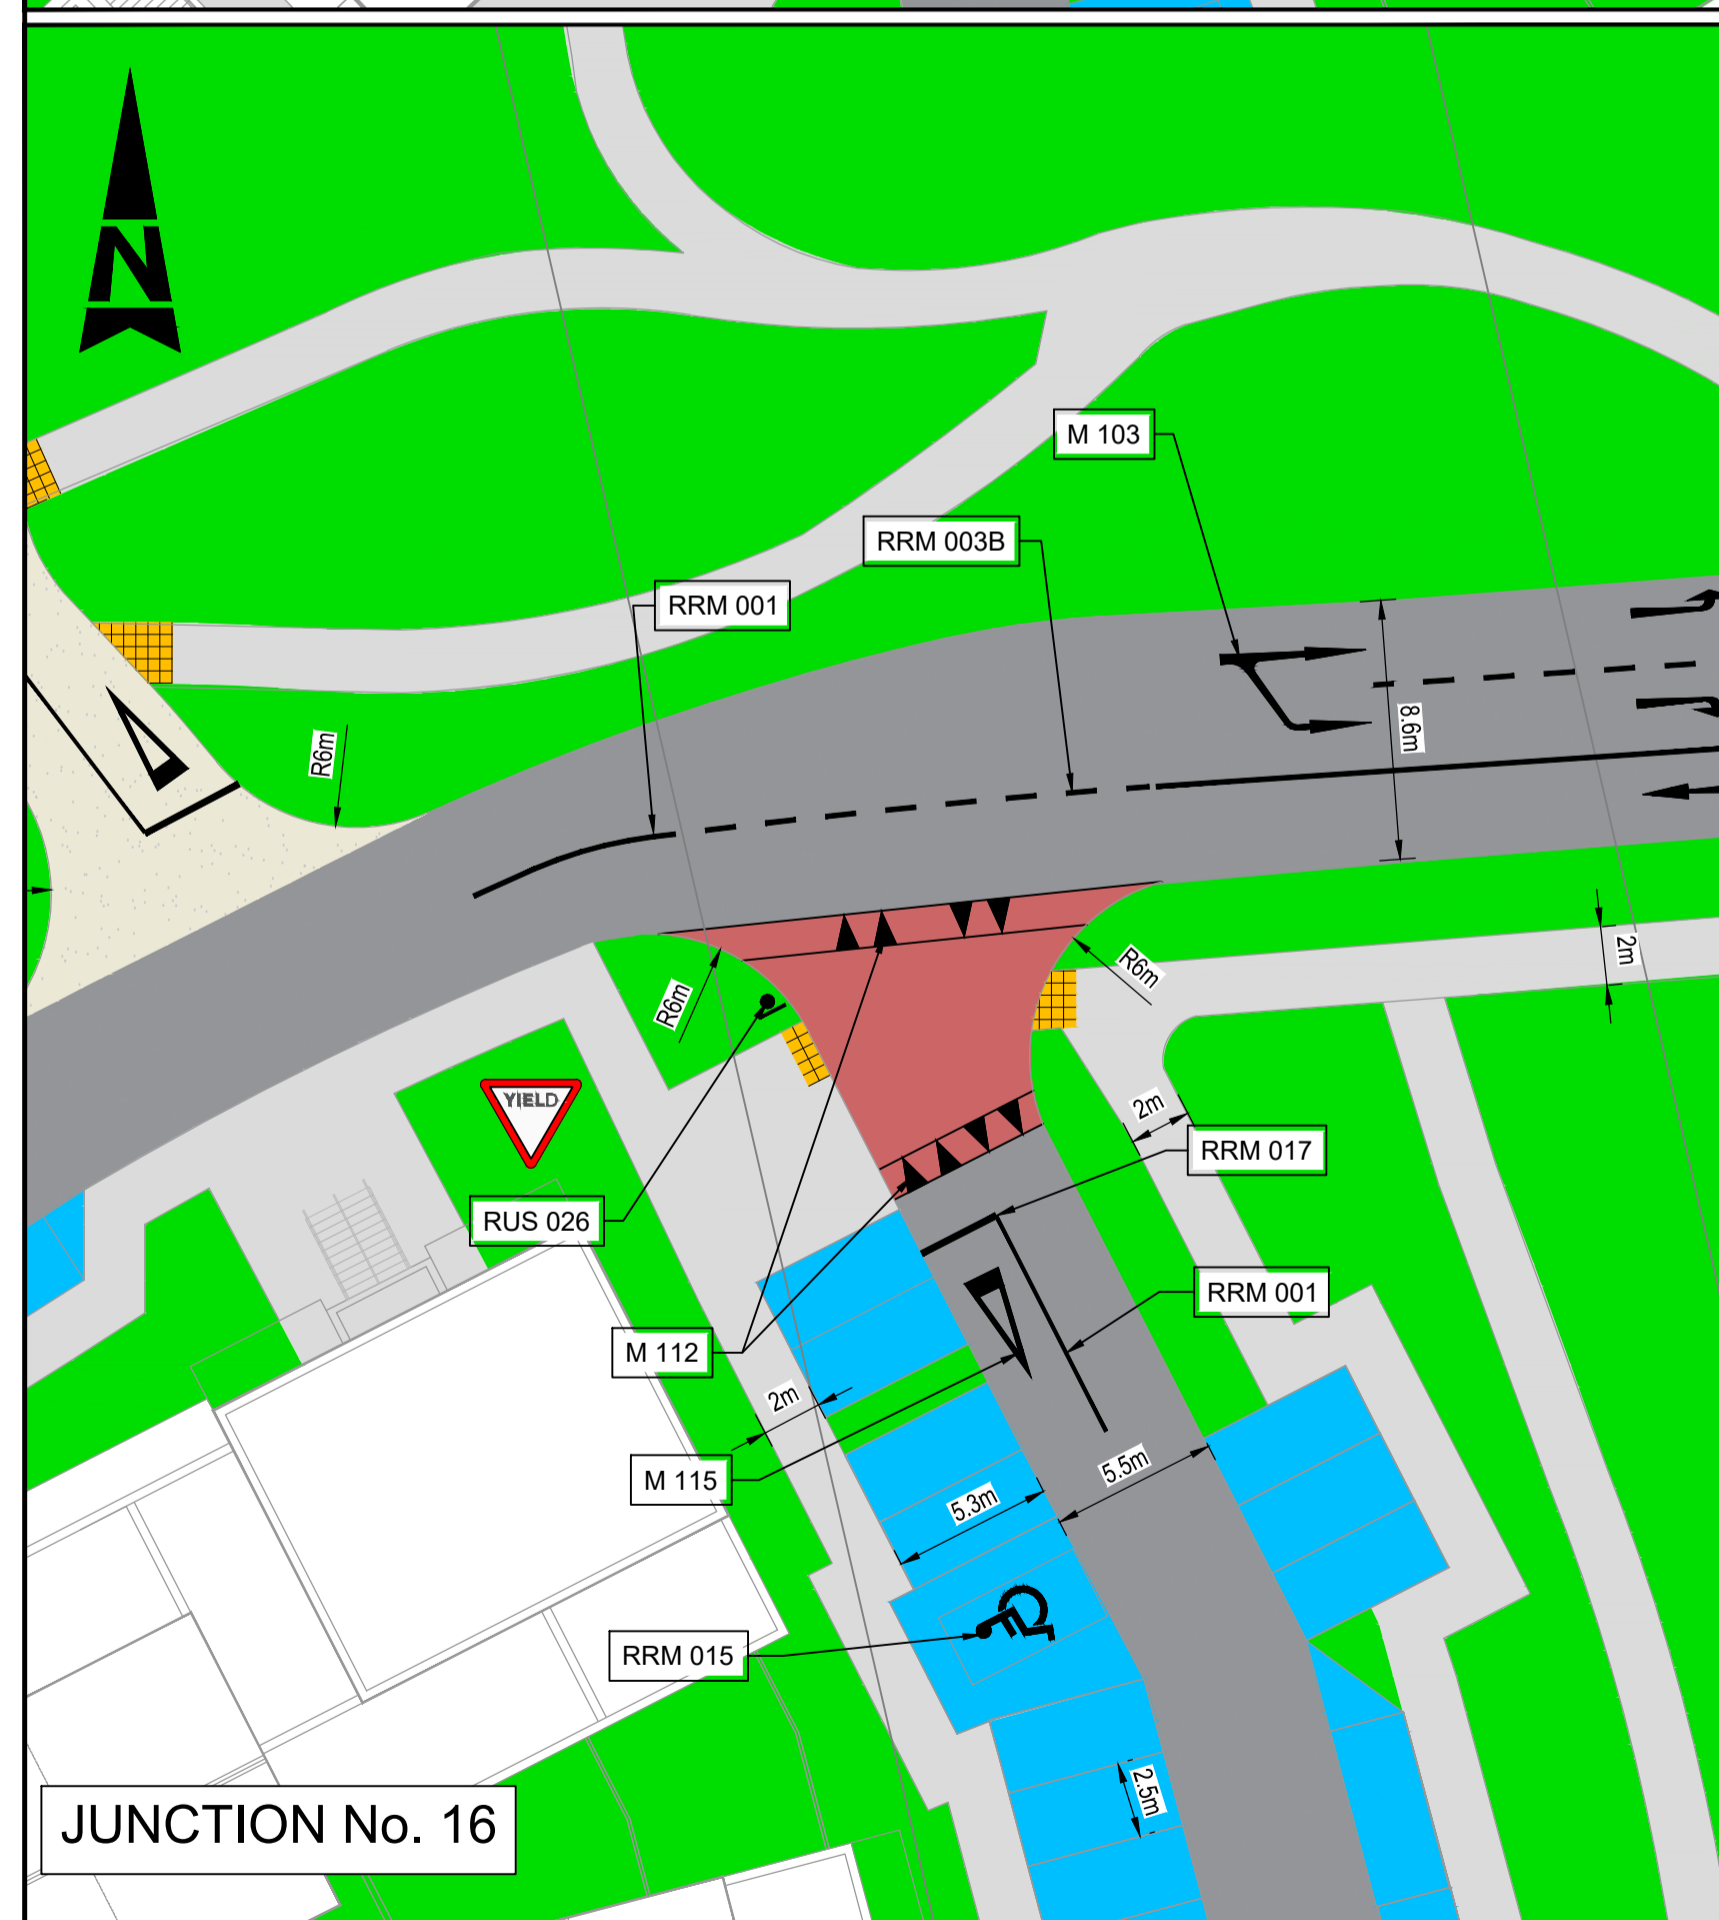 N
M 103
RRM 003B
RRM 001
8.6m
R6m
2m
R6m
R6m
YIELD
2m
RRM 017
RUS 026
RRM 001
M 112
2m
M 115
5.5m
5.3m
RRM 015
2.5m
JUNCTION No. 16